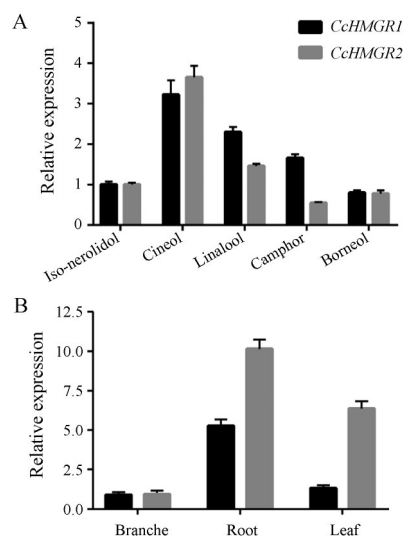 A
CcHMGR1
CcHMGR2
Relative expression
5
4
3
2
1
0
Iso-nerolidol
Cineol
Linalool
Camphor
Borneol
B
Relative expression
12.5
10.0
7.5
5.0
2.5
0.0
Branche
Root
Leaf